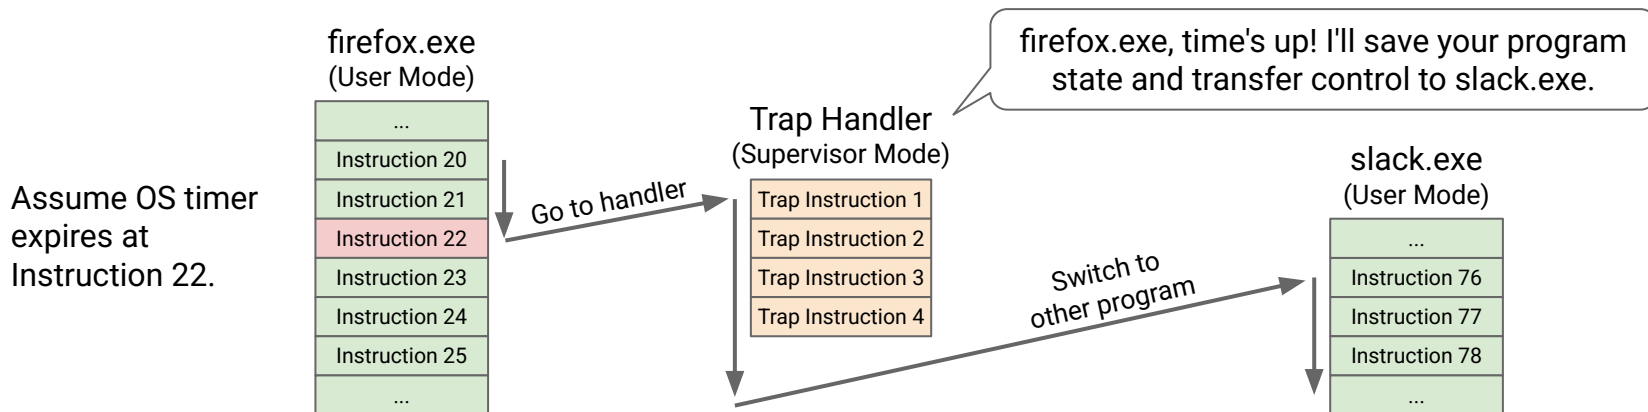 Assume OS timer
expires at
Instruction 22.
firefox.exe
(User Mode)
...
Instruction 20
Instruction 21
Instruction 22
Instruction 23
Instruction 24
Instruction 25
...
Go to handler
Trap Handler
(Supervisor Mode)
Trap Instruction 1
Trap Instruction 2
Trap Instruction 3
Trap Instruction 4
firefox.exe, time's up! I'll save your program
state and transfer control to slack.exe.
Switch to
other program
slack.exe
(User Mode)
...
Instruction 76
Instruction 77
Instruction 78
...